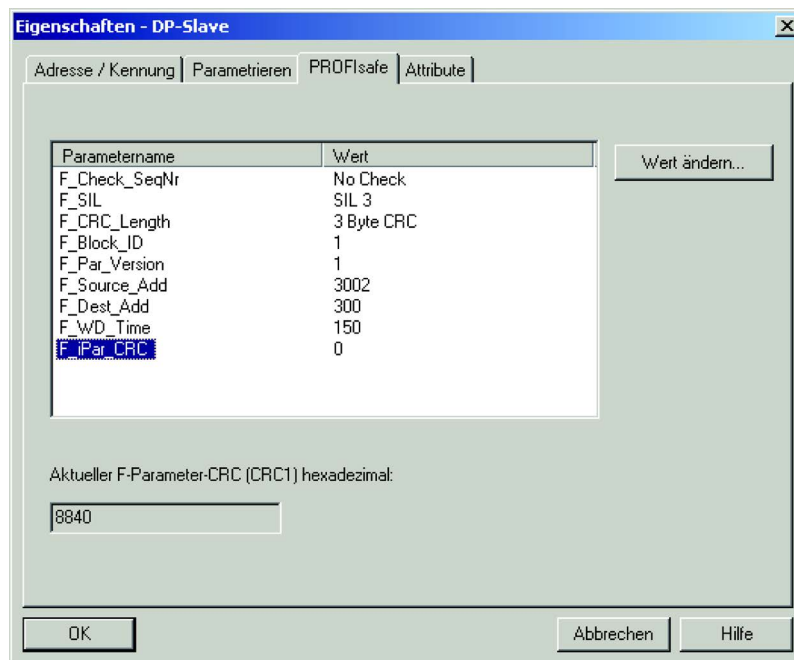 Eigenschaften - DP-Slave
Adresse / Kennung Parametrieren PROFIsafe Attribute
Parametername Wert
F_Check_SeqNr No Check
F_SIL SIL 3
F_CRC_Length 3 Byte CRC
F_Block_ID 1
F_Par_Version 1
F_Source_Add 3002
F_Dest_Add 300
F_WD_Time 150
F_iPar_CRC 0
Wert ändern...
Aktueller F-Parameter-CRC (CRC1) hexadezimal:
8840
OK Abbrechen Hilfe